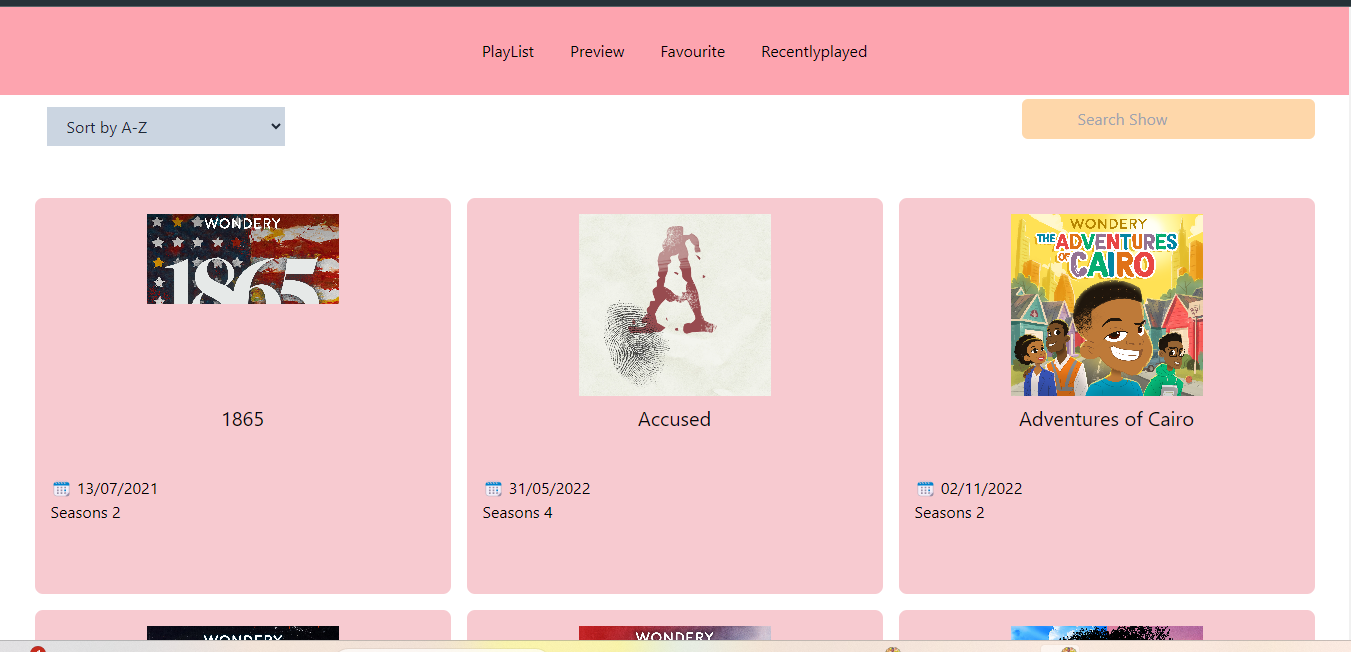 PlayList Preview Favourite Recentlyplayed
Sort by A-Z
Search Show
WONDERY
1865
WONDERY
THE ADVENTURES
OF CAIRO
A
1865
Accused
Adventures of Cairo
13/07/2021
31/05/2022
02/11/2022
Seasons 2
Seasons 4
Seasons 2
WONDERY
WONDERY